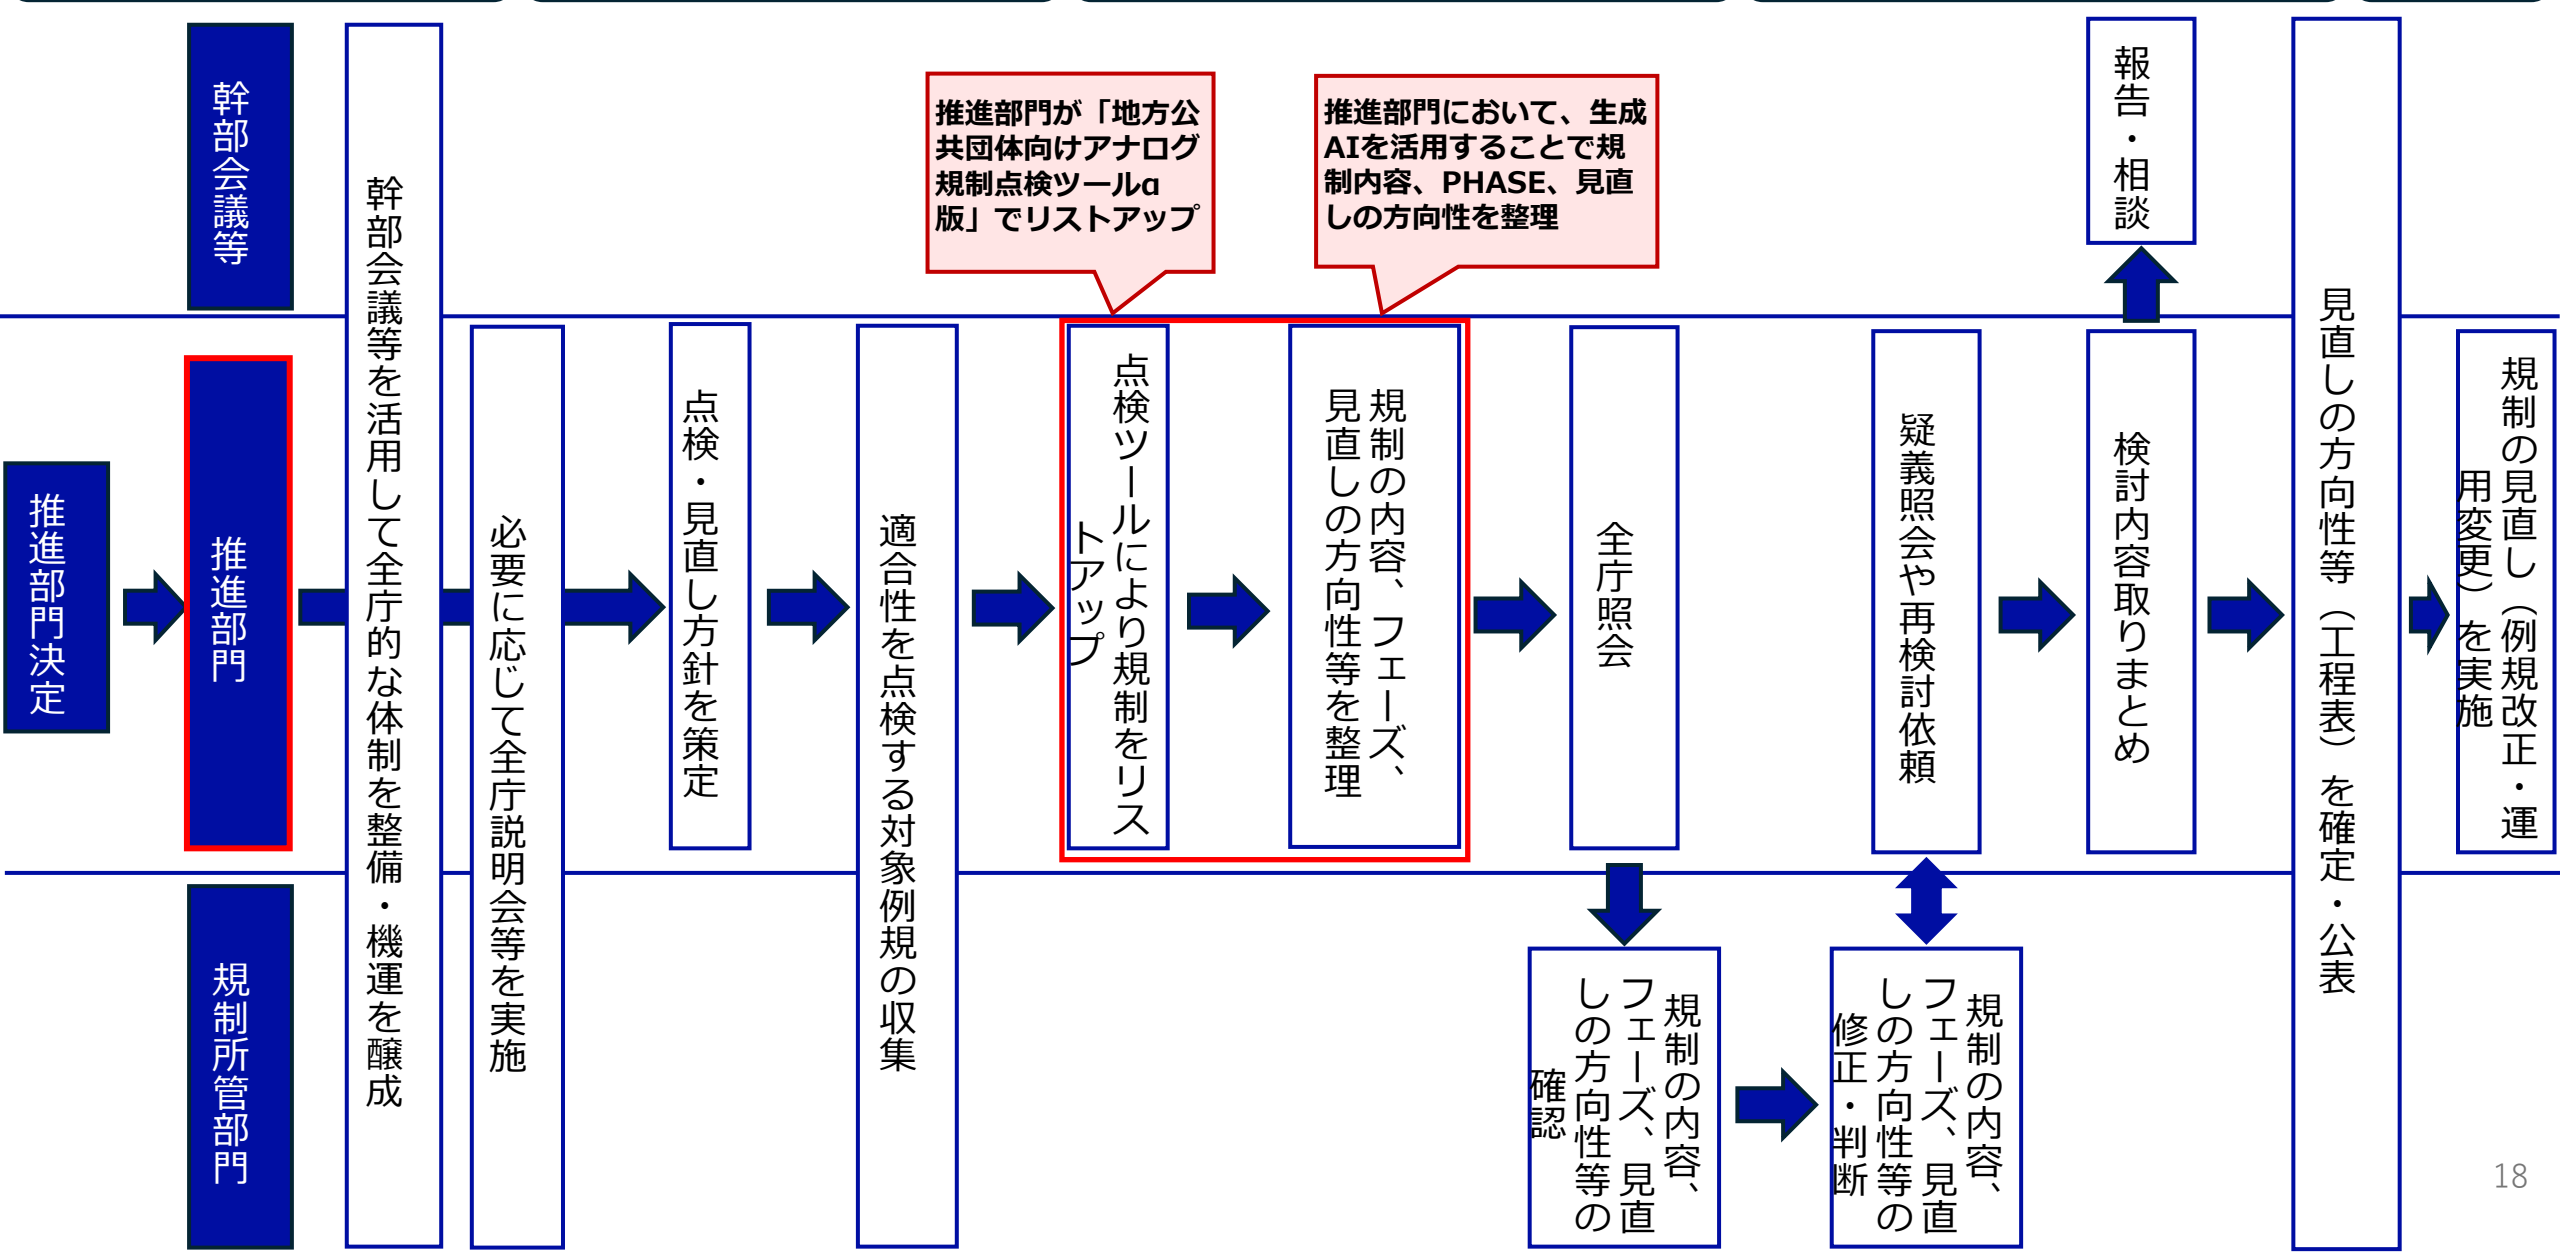 幹部会議等
推進部門決定
推進部門
規制所管部門
幹部会議等を活用して全庁的な体制を整備・機運を醸成
必要に応じて全庁説明会等を実施
点検・見直し方針を策定
適合性を点検する対象例規の収集
推進部門が「地方公
共団体向けアナログ
規制点検ツールα
版」でリストアップ
点検ツールにより規制をリス
トアップ
推進部門において、生成
AIを活用することで規
制内容、PHASE、見直
しの方向性を整理
規制の内容、フェーズ、
見直しの方向性等を整理
全庁照会
規制の内容、
フェーズ、見直
しの方向性等の
確認
疑義照会や再検討依頼
規制の内容、
フェーズ、見直
しの方向性等の
修正・判断
報告・相談
検討内容取りまとめ
見直しの方向性等（工程表）を確定・公表
規制の見直し（例規改正・運
用変更）を実施
18